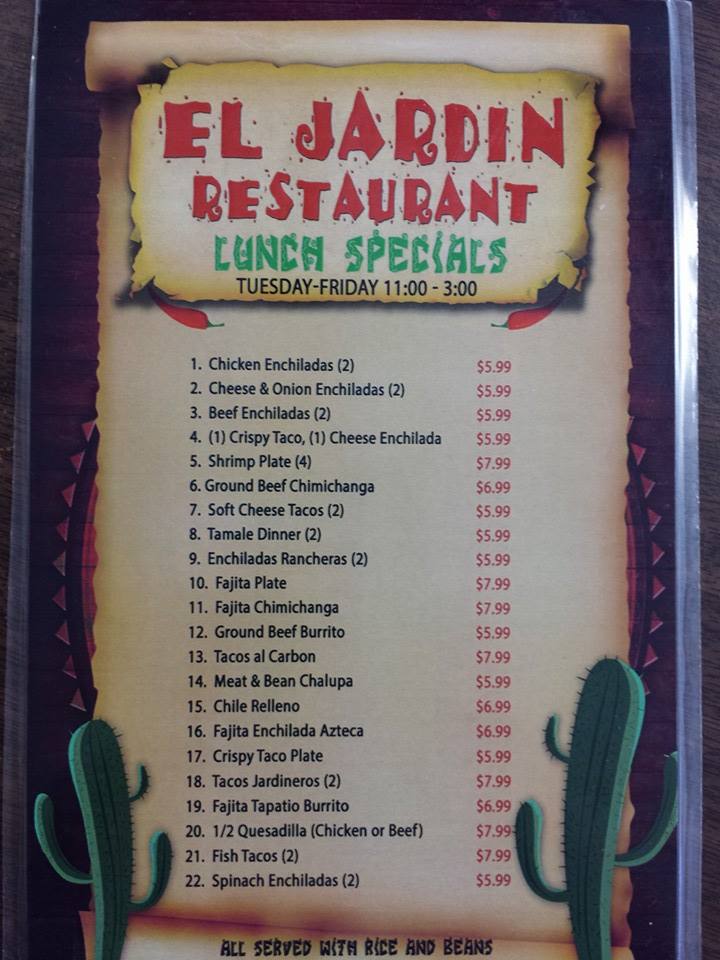 EL JARDIN
RESTAURANT
LUNCH SPECIALS
TUESDAY-FRIDAY 11:00 - 3:00
1. Chicken Enchiladas (2) $5.99
2. Cheese & Onion Enchiladas (2) $5.99
3. Beef Enchiladas (2) $5.99
4. (1) Crispy Taco, (1) Cheese Enchilada $5.99
5. Shrimp Plate (4) $7.99
6. Ground Beef Chimichanga $6.99
7. Soft Cheese Tacos (2) $5.99
8. Tamale Dinner (2) $5.99
9. Enchiladas Rancheras (2) $5.99
10. Fajita Plate $7.99
11. Fajita Chimichanga $7.99
12. Ground Beef Burrito $5.99
13. Tacos al Carbon $7.99
14. Meat & Bean Chalupa $5.99
15. Chile Relleno $6.99
16. Fajita Enchilada Azteca $6.99
17. Crispy Taco Plate $5.99
18. Tacos Jardineros (2) $7.99
19. Fajita Tapatio Burrito $6.99
20. 1/2 Quesadilla (Chicken or Beef) $7.99
21. Fish Tacos (2) $7.99
22. Spinach Enchiladas (2) $5.99
ALL SERVED WITH RICE AND BEANS